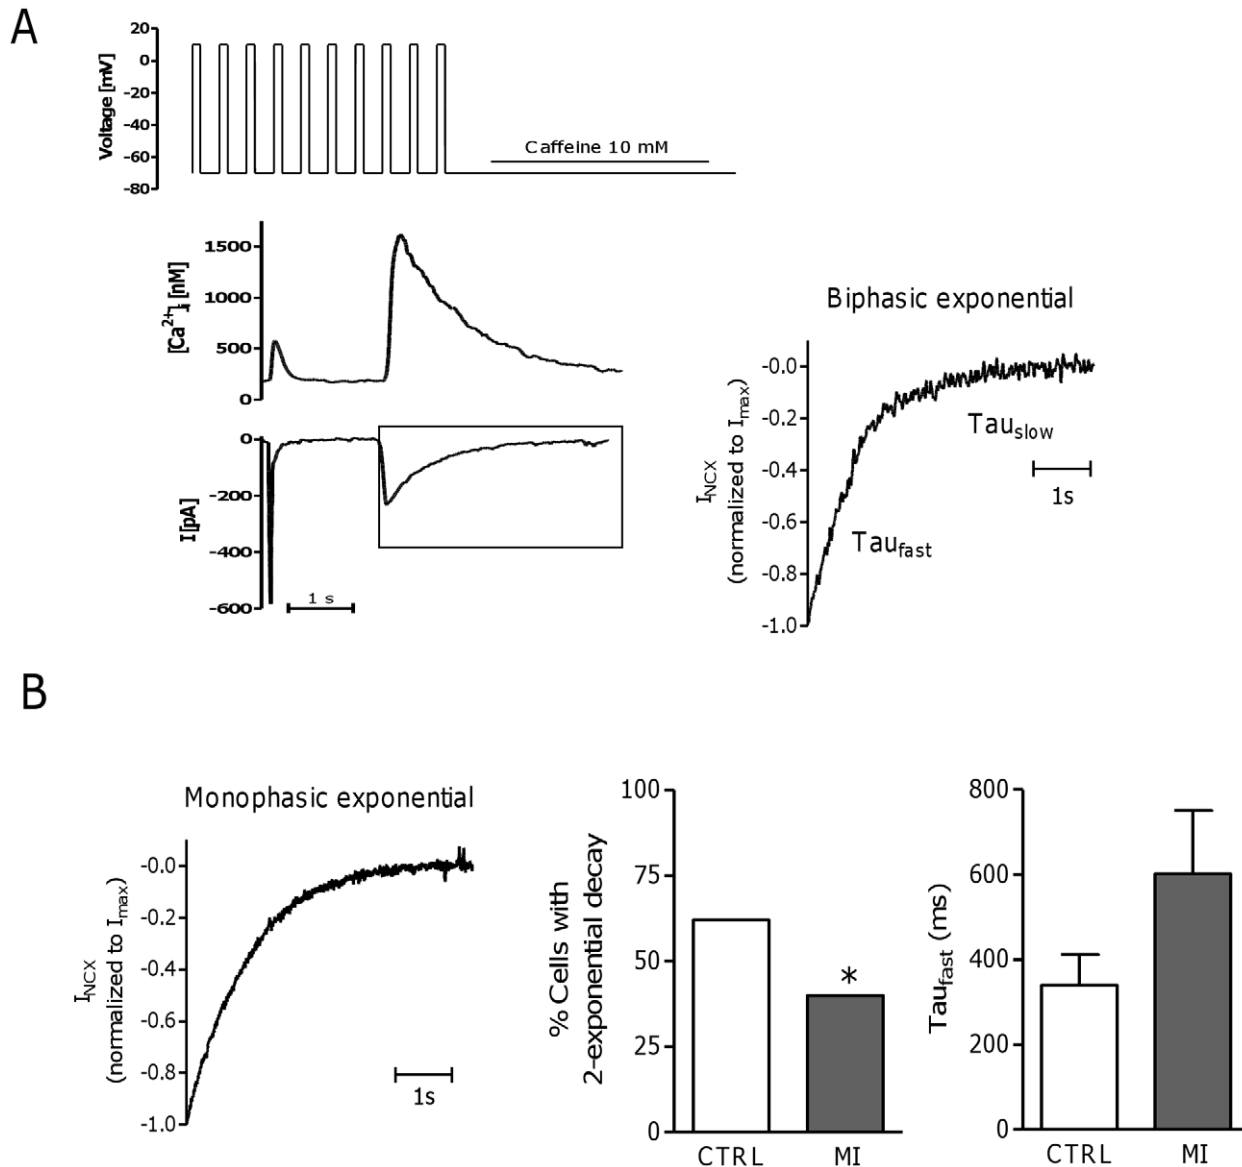 A
Voltage [mV]
20
0
-20
-40
-60
-80
Caffeine 10 mM
[Ca2+]i [nM]
1500
1000
500
0
I[pA]
0
-200
-400
-600
1 s
Biphasic exponential
INCX
(normalized to Imax)
-0.0
-0.2
-0.4
-0.6
-0.8
-1.0
Tauslow
Taufast
1s
B
Monophasic exponential
INCX
(normalized to Imax)
-0.0
-0.2
-0.4
-0.6
-0.8
-1.0
1s
% Cells with
2-exponential decay
100
75
50
25
0
*
CTRL
MI
Taufast (ms)
800
600
400
200
0
CTRL
MI